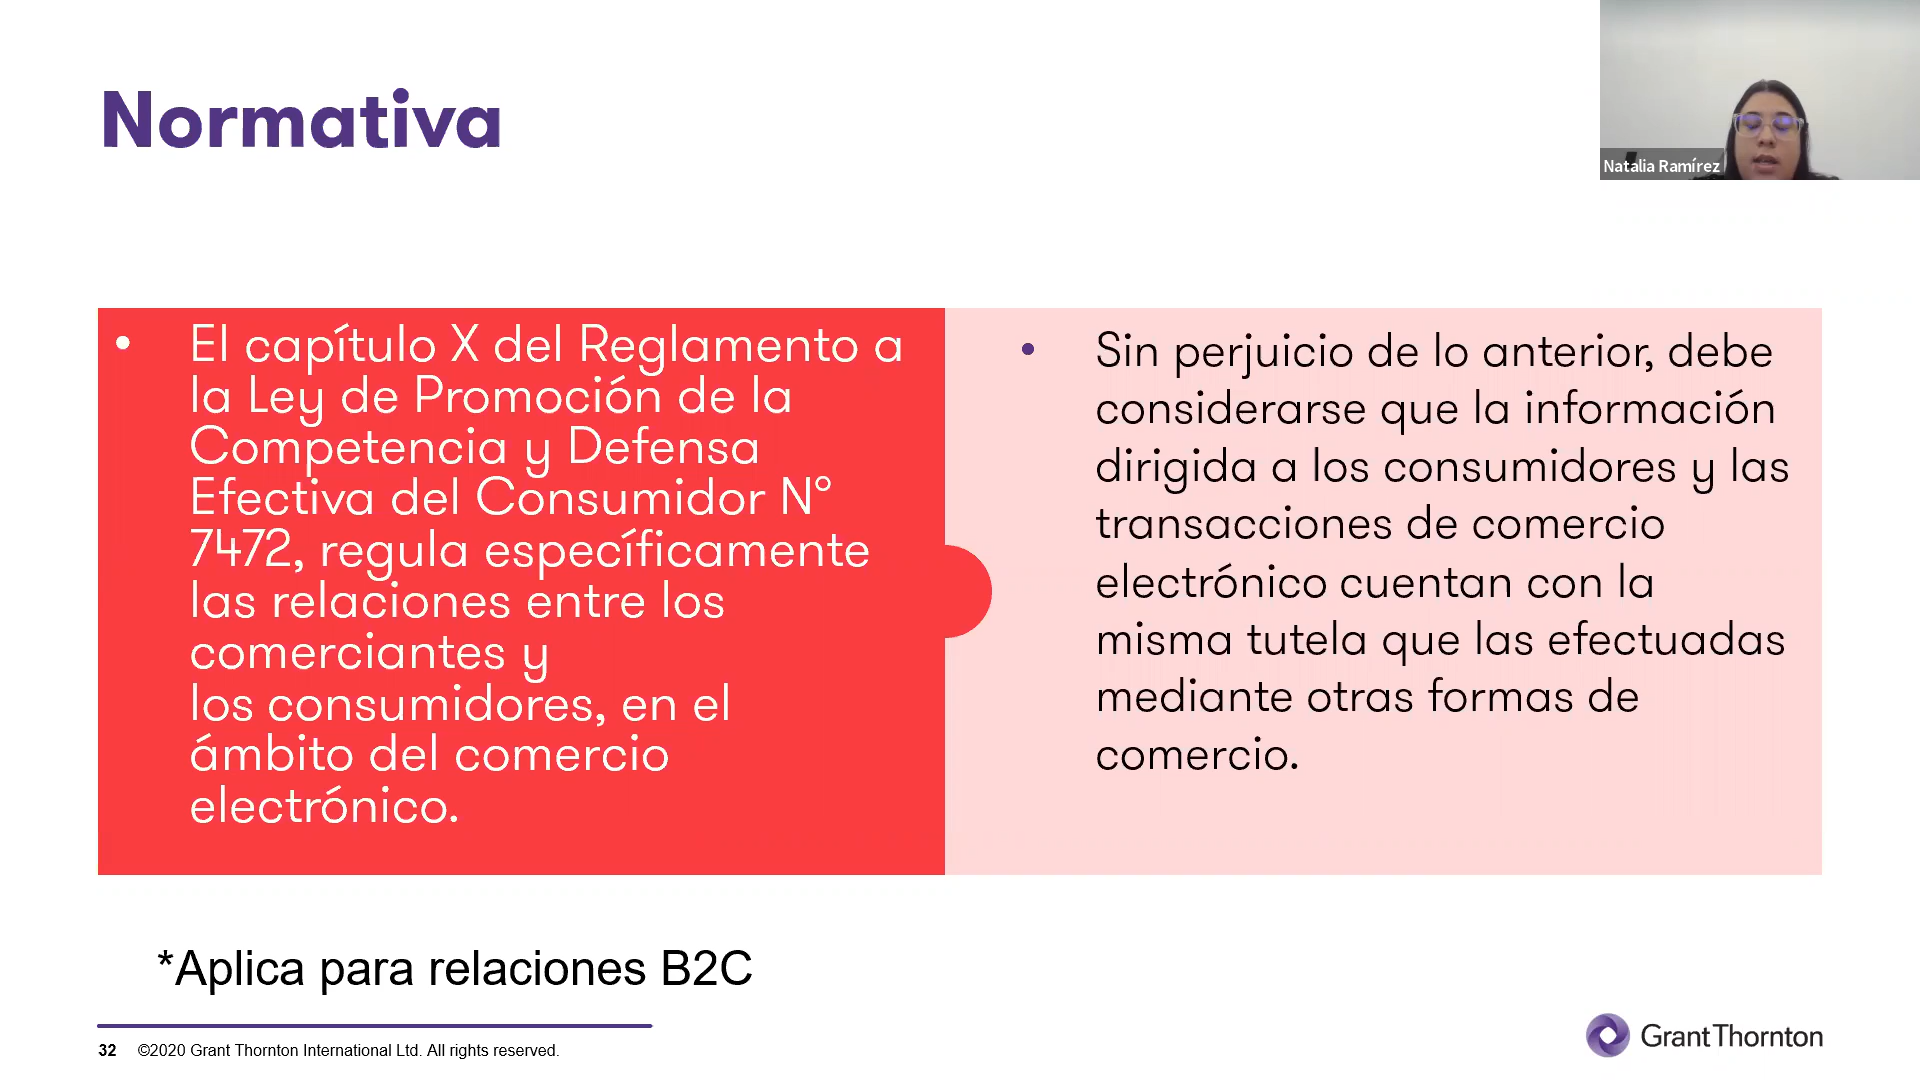 Normativa
Natalia Ramírez
• El capítulo X del Reglamento a
la Ley de Promoción de la
Competencia y Defensa
Efectiva del Consumidor N°
7472, regula específicamente
las relaciones entre los
comerciantes y
los consumidores, en el
ámbito del comercio
electrónico.
• Sin perjuicio de lo anterior, debe
considerarse que la información
dirigida a los consumidores y las
transacciones de comercio
electrónico cuentan con la
misma tutela que las efectuadas
mediante otras formas de
comercio.
*Aplica para relaciones B2C
32 ©2020 Grant Thornton International Ltd. All rights reserved.
GrantThornton